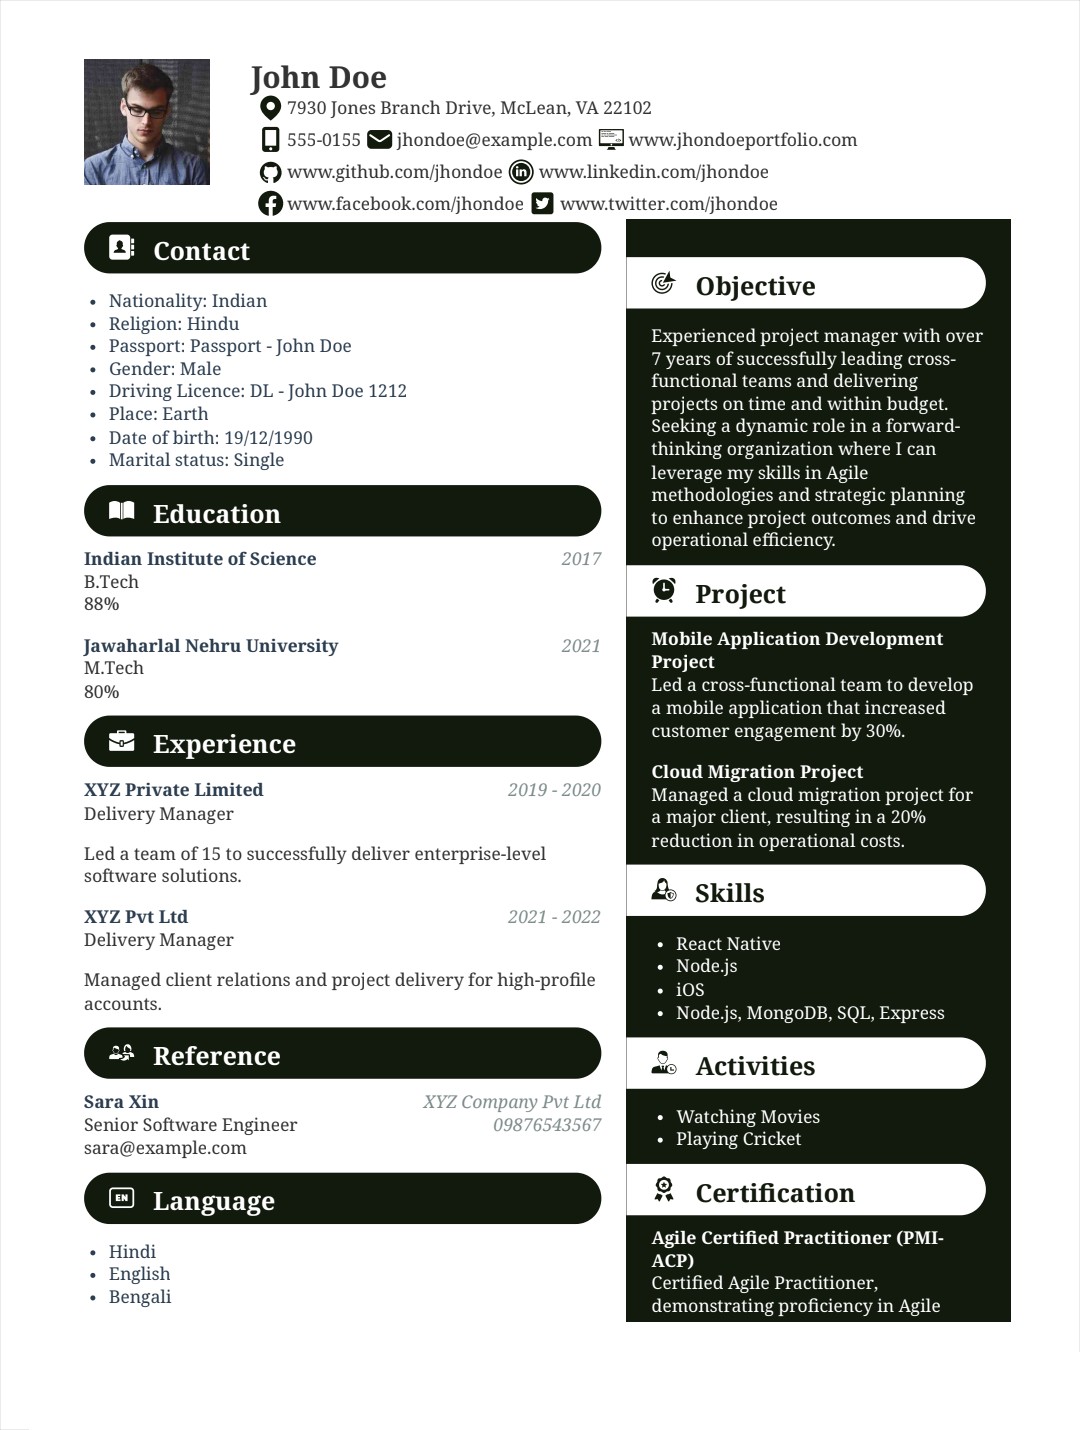 John Doe
7930 Jones Branch Drive, McLean, VA 22102
555-0155 jhondoe@example.com www.jhondoeportfolio.com
www.github.com/jhondoe www.linkedin.com/jhondoe
www.facebook.com/jhondoe www.twitter.com/jhondoe
Contact
• Nationality: Indian
• Religion: Hindu
• Passport: Passport - John Doe
• Gender: Male
• Driving Licence: DL - John Doe 1212
• Place: Earth
• Date of birth: 19/12/1990
• Marital status: Single
Education
Indian Institute of Science 2017
B.Tech
88%
Jawaharlal Nehru University 2021
M.Tech
80%
Experience
XYZ Private Limited 2019 - 2020
Delivery Manager
Led a team of 15 to successfully deliver enterprise-level
software solutions.
XYZ Pvt Ltd 2021 - 2022
Delivery Manager
Managed client relations and project delivery for high-profile
accounts.
Reference
Sara Xin XYZ Company Pvt Ltd
Senior Software Engineer 09876543567
sara@example.com
EN Language
• Hindi
• English
• Bengali
Objective
Experienced project manager with over
7 years of successfully leading cross-
functional teams and delivering
projects on time and within budget.
Seeking a dynamic role in a forward-
thinking organization where I can
leverage my skills in Agile
methodologies and strategic planning
to enhance project outcomes and drive
operational efficiency.
Project
Mobile Application Development
Project
Led a cross-functional team to develop
a mobile application that increased
customer engagement by 30%.
Cloud Migration Project
Managed a cloud migration project for
a major client, resulting in a 20%
reduction in operational costs.
Skills
• React Native
• Node.js
• iOS
• Node.js, MongoDB, SQL, Express
Activities
• Watching Movies
• Playing Cricket
Certification
Agile Certified Practitioner (PMI-
ACP)
Certified Agile Practitioner,
demonstrating proficiency in Agile